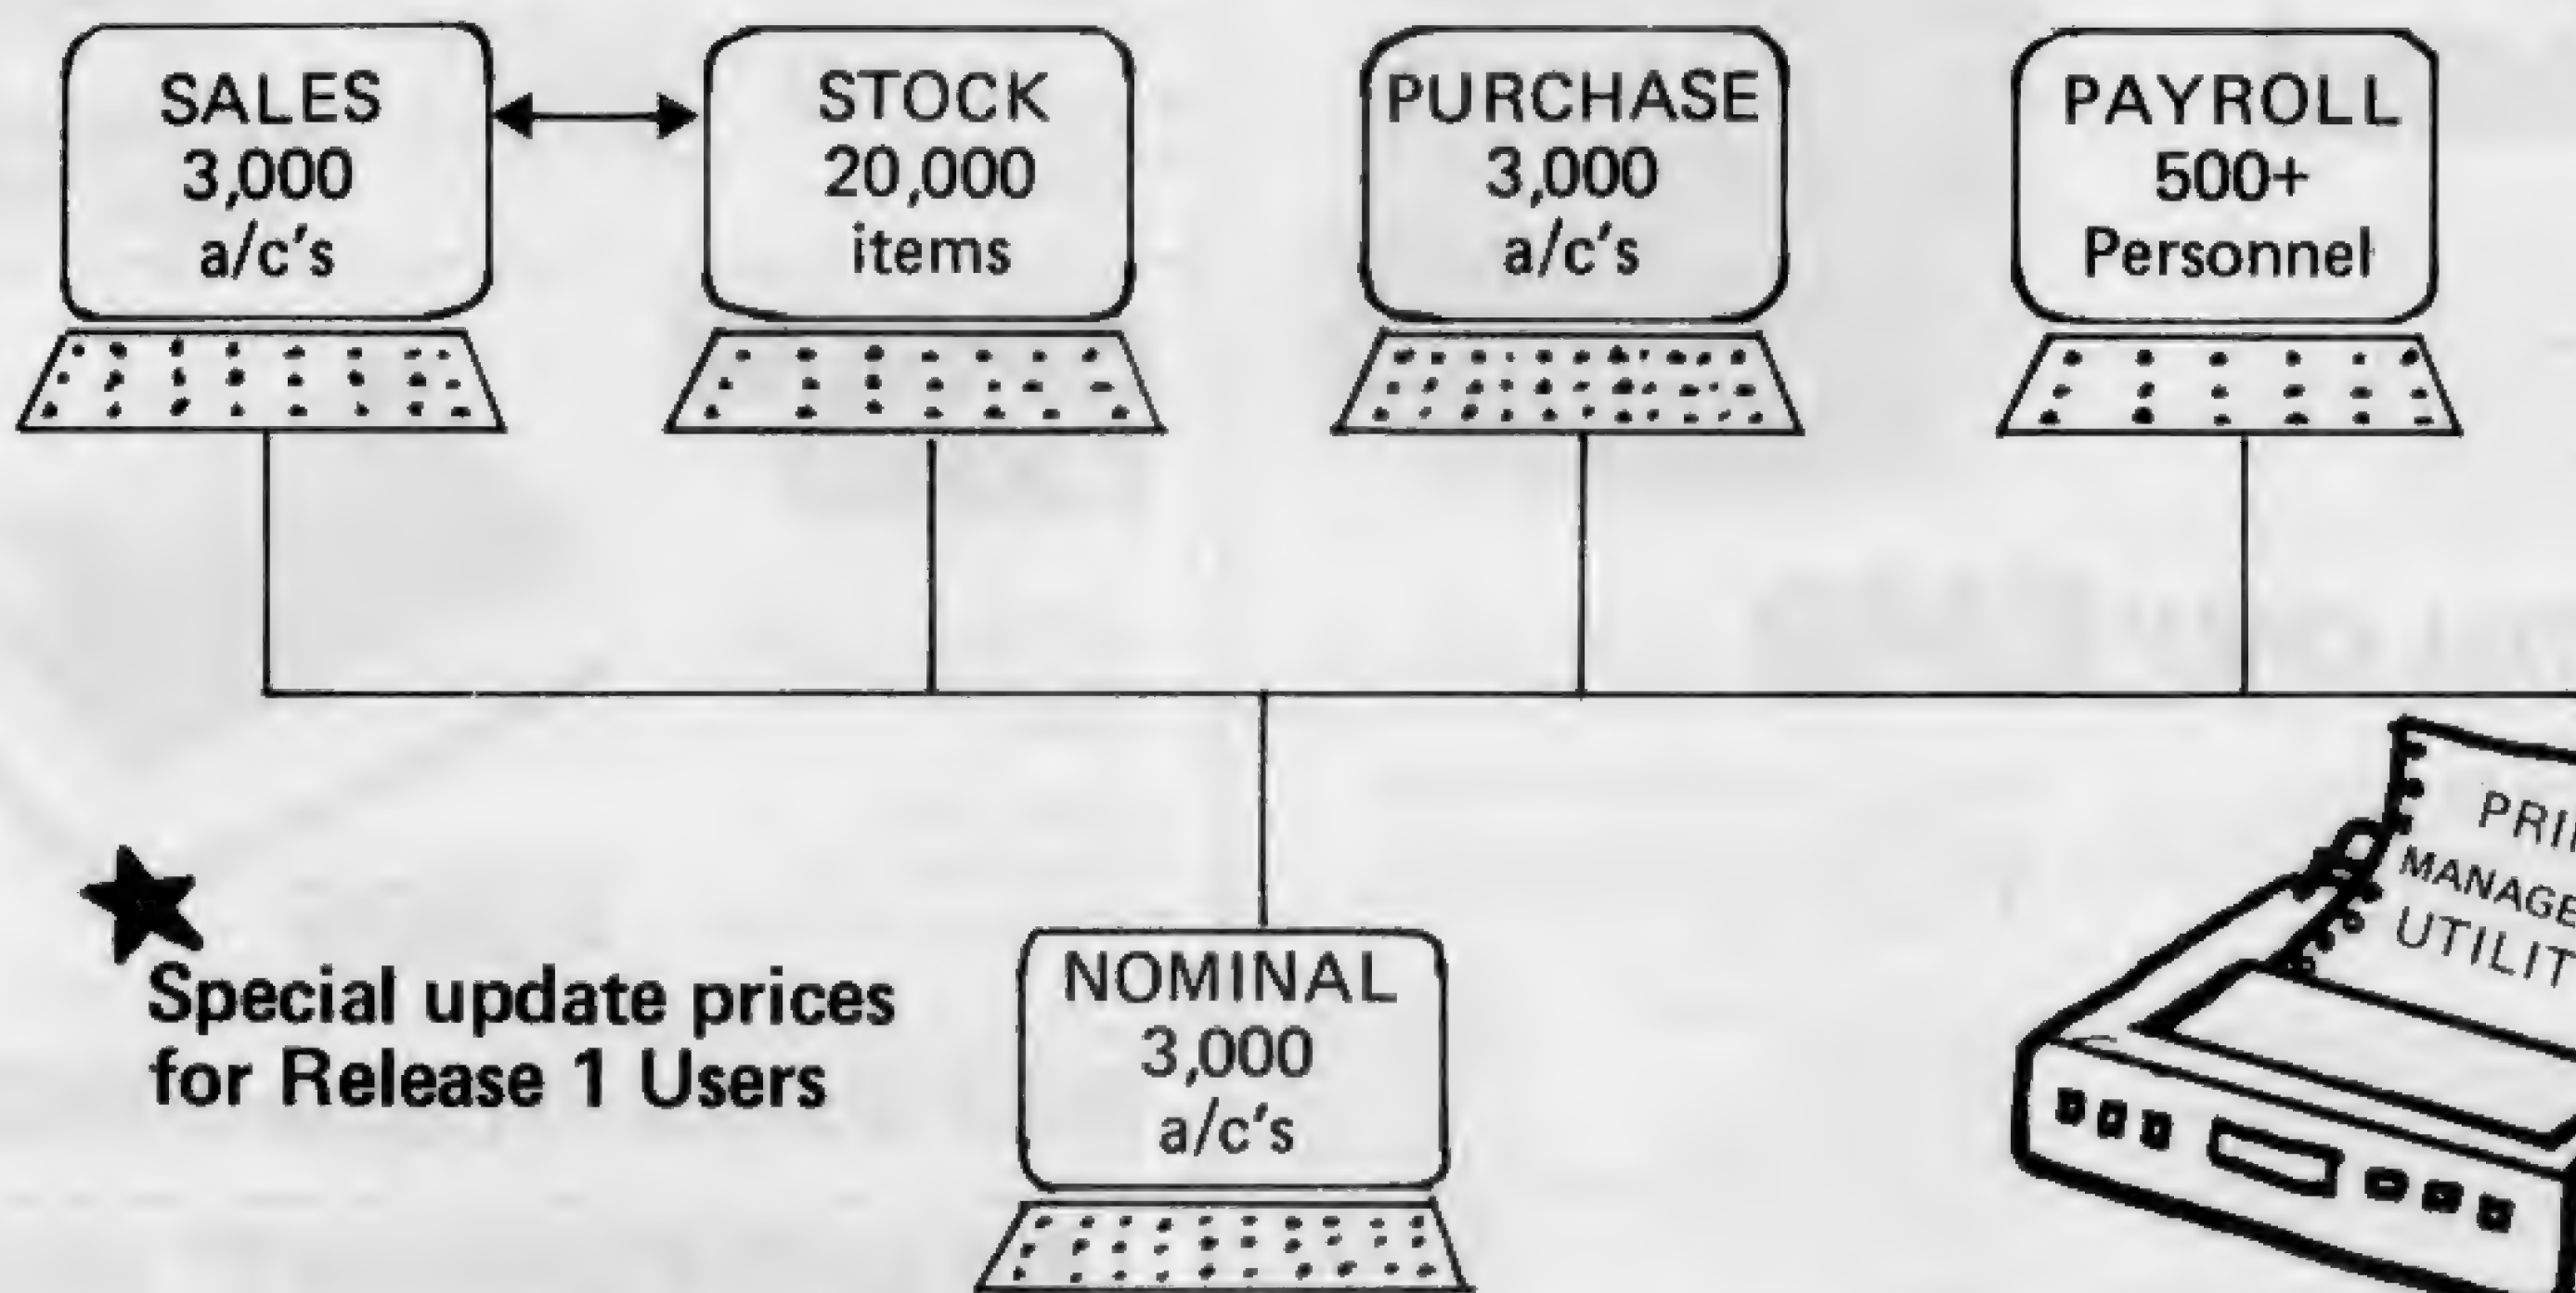 SALES
3,000
a/c's
STOCK
20,000
items
PURCHASE
3,000
a/c's
PAYROLL
500+
Personnel
Special update prices
for Release 1 Users
NOMINAL
3,000
a/c's